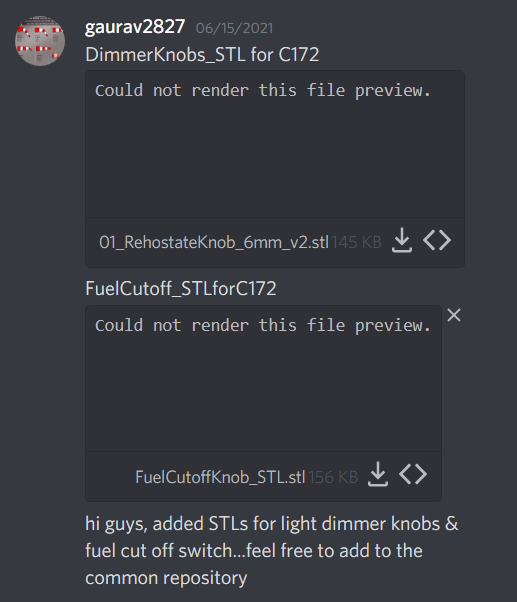 gaurav2827 06/15/2021
DimmerKnobs_STL for C172
Could not render this file preview.
01_RehostateKnob_6mm_v2.stl 145 KB
FuelCutoff_STLforC172
Could not render this file preview.
FuelCutoffKnob_STL.stl 156 KB
hi guys, added STLs for light dimmer knobs &
fuel cut off switch...feel free to add to the
common repository